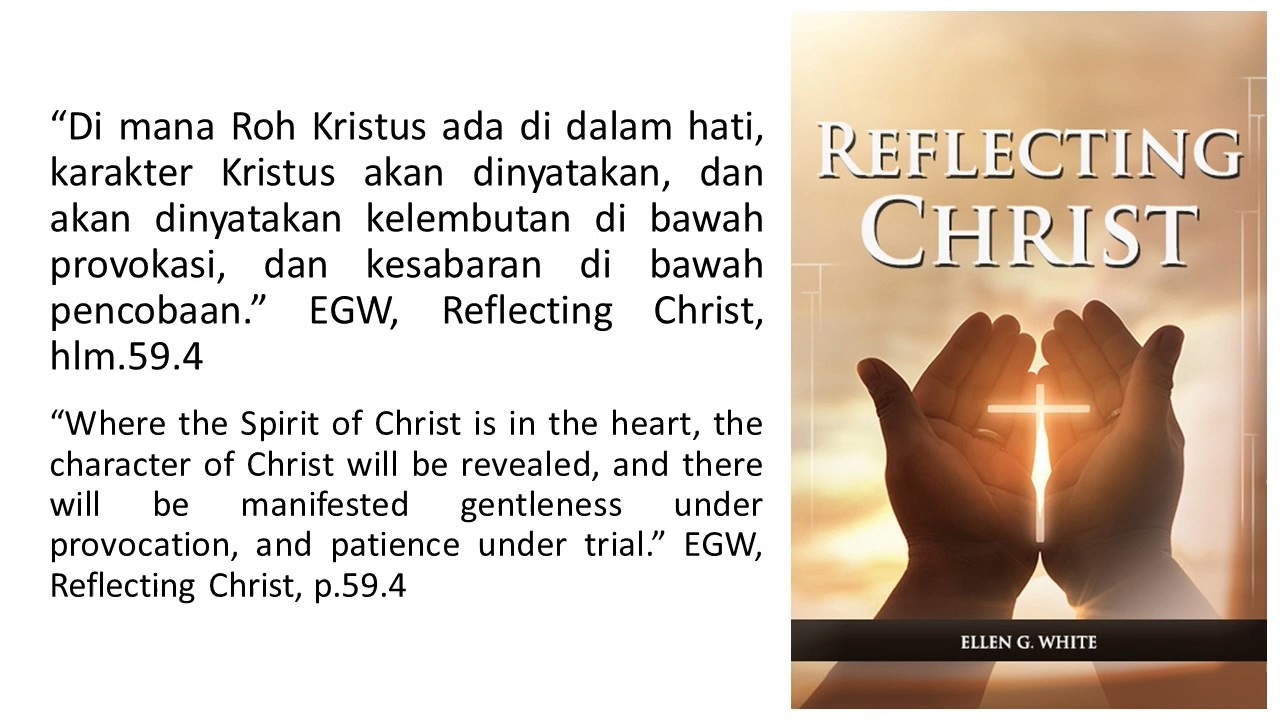 “Di mana Roh Kristus ada di dalam hati,
karakter Kristus akan dinyatakan, dan
akan dinyatakan kelembutan di bawah
provokasi, dan kesabaran di bawah
pencobaan.” EGW, Reflecting Christ,
hlm.59.4
“Where the Spirit of Christ is in the heart, the
character of Christ will be revealed, and there
will be manifested gentleness under
provocation, and patience under trial.” EGW,
Reflecting Christ, p.59.4
REFLECTING
CHRIST
ELLEN G. WHITE